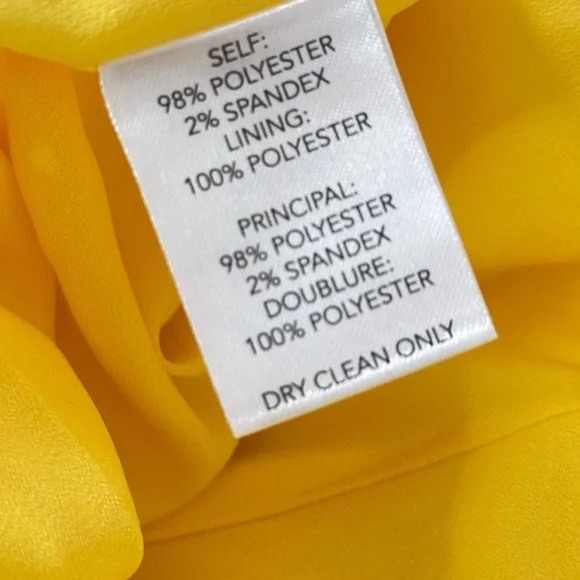 SELF:
98% POLYESTER
2% SPANDEX
LINING:
100% POLYESTER
PRINCIPAL:
98% POLYESTER
2% SPANDEX
DOUBLURE:
100% POLYESTER
DRY CLEAN ONLY